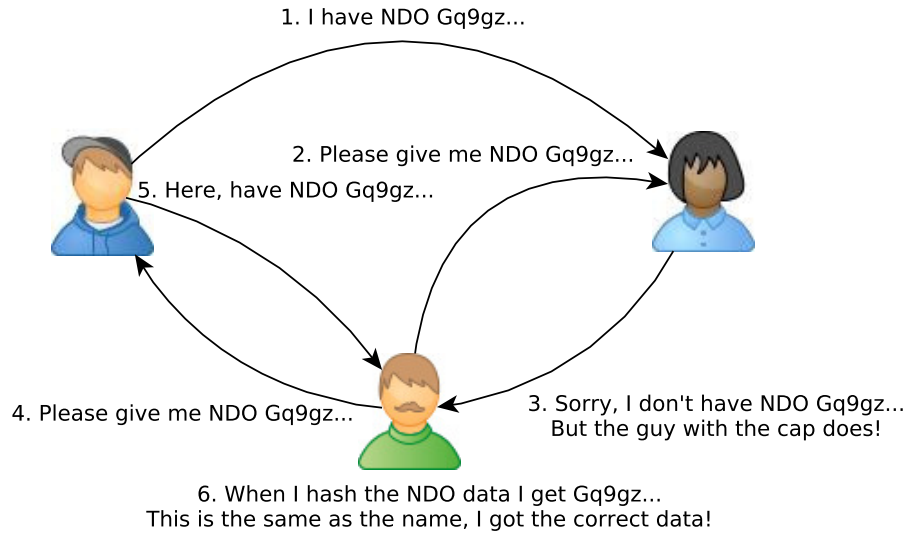 1. I have NDO Gq9gz...
2. Please give me NDO Gq9gz...
5. Here, have NDO Gq9gz...
4. Please give me NDO Gq9gz...
3. Sorry, I don't have NDO Gq9gz...
But the guy with the cap does!
6. When I hash the NDO data I get Gq9gz...
This is the same as the name, I got the correct data!